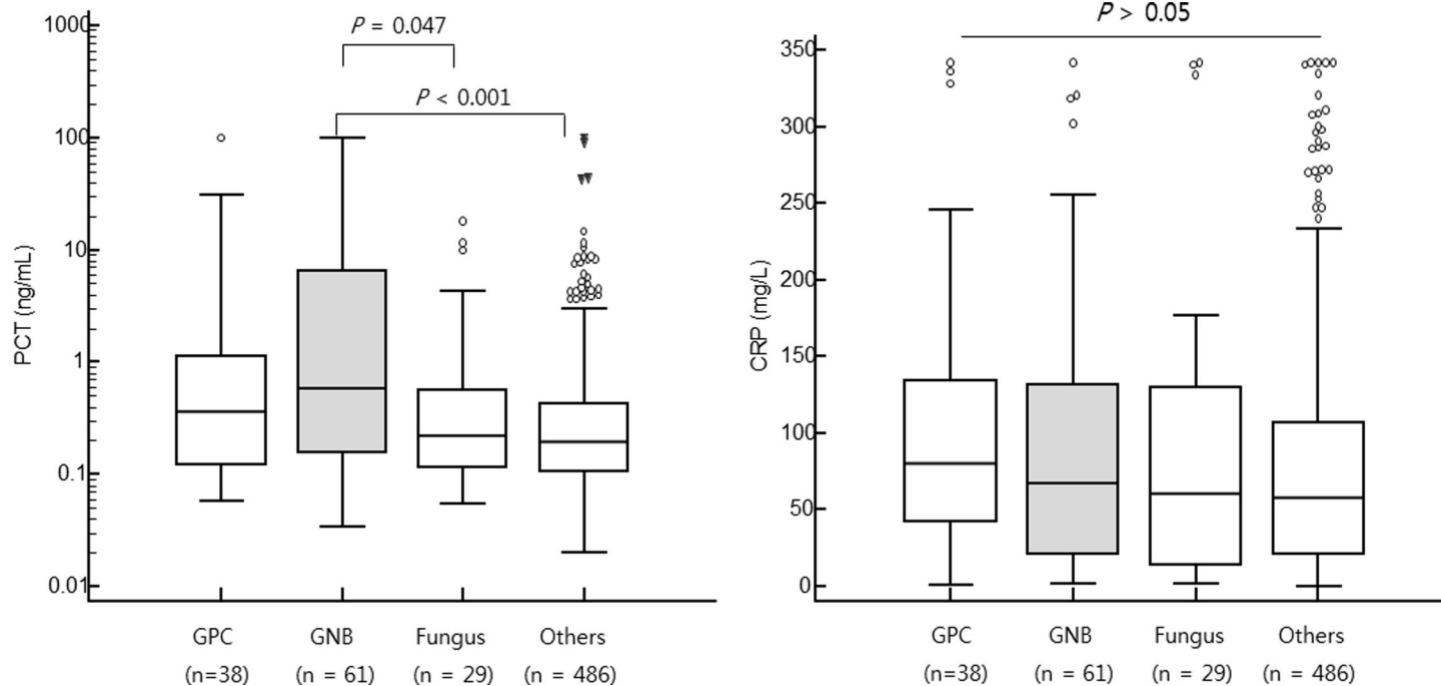 P = 0.047
P < 0.001
1000
100
10
1
0.1
0.01
PCT (ng/mL)
GPC GNB Fungus Others
(n=38) (n = 61) (n = 29) (n = 486)
P > 0.05
350
300
250
200
150
100
50
0
CRP (mg/L)
GPC GNB Fungus Others
(n=38) (n = 61) (n = 29) (n = 486)